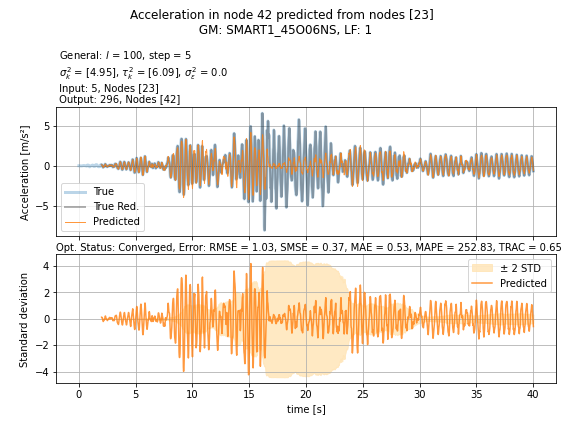 Acceleration in node 42 predicted from nodes [23]
GM: SMART1_45O06NS, LF: 1
General: l = 100, step = 5
σ²ₖ = [4.95], τ²ₖ = [6.09], σ²ε = 0.0
Input: 5, Nodes [23]
Output: 296, Nodes [42]
Acceleration [m/s²]
5
0
−5
True
True Red.
Predicted
Opt. Status: Converged, Error: RMSE = 1.03, SMSE = 0.37, MAE = 0.53, MAPE = 252.83, TRAC = 0.65
Standard deviation
4
2
0
−2
−4
± 2 STD
Predicted
0 5 10 15 20 25 30 35 40
time [s]